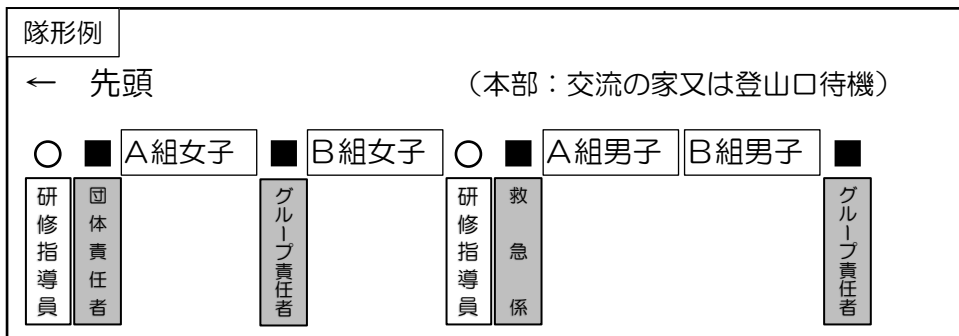 隊形例
← 先頭 （本部：交流の家又は登山口待機）
○ ■ A組女子 ■ B組女子 ○ ■ A組男子 B組男子 ■
研修指導員
団体責任者
グループ責任者
研修指導員
救急係
グループ責任者